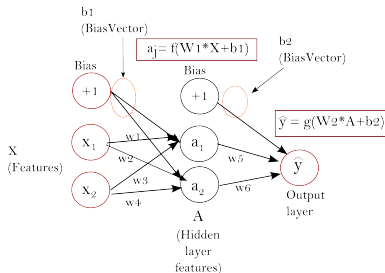 b1
(BiasVector)
aj= f(W1*X+b1)
b2
(BiasVector)
Bias
Bias
+1
+1
ŷ = g(W2*A+b2)
X
(Features)
x1
w1
w2
a1
w5
ŷ
x2
w3
w4
a2
w6
Output
layer
A
(Hidden
layer
features)